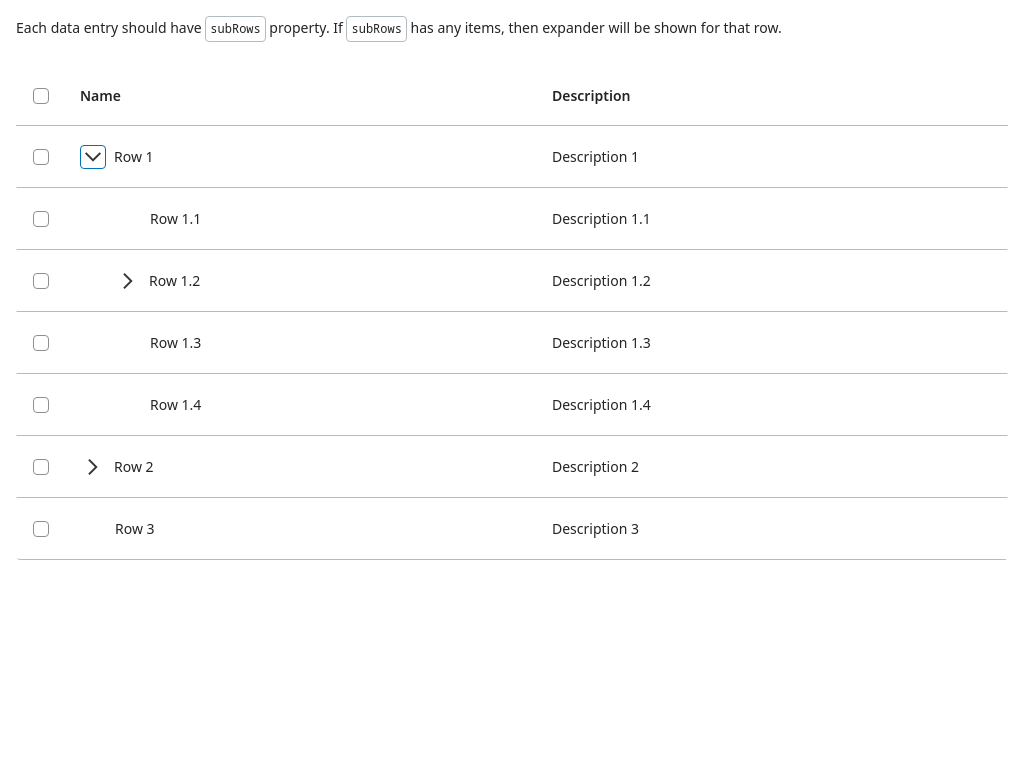 Each data entry should have subRows property. If subRows has any items, then expander will be shown for that row.
Name Description
Row 1 Description 1
Row 1.1 Description 1.1
Row 1.2 Description 1.2
Row 1.3 Description 1.3
Row 1.4 Description 1.4
Row 2 Description 2
Row 3 Description 3